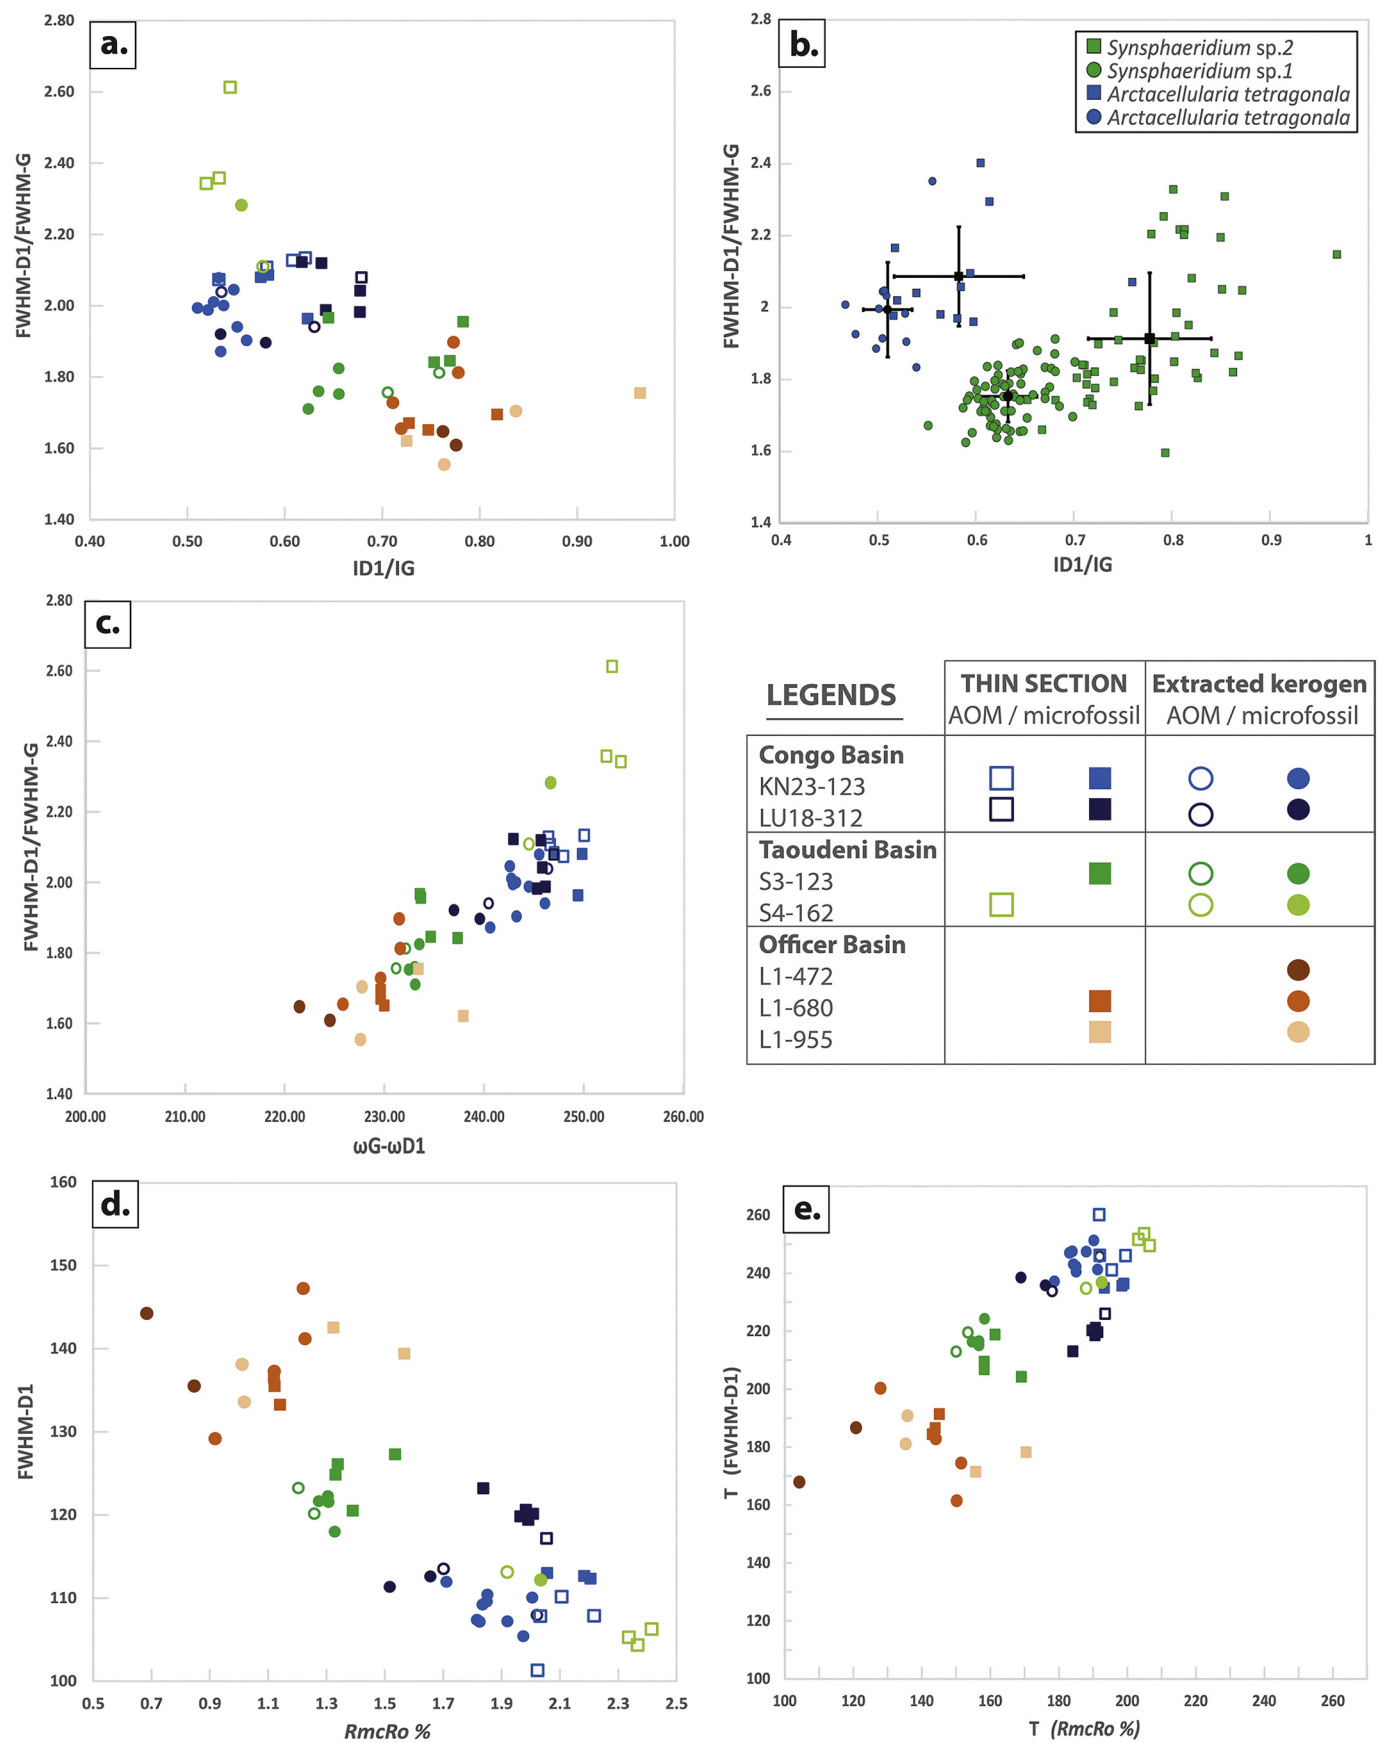 a.
2.80
2.60
2.40
2.20
2.00
1.80
1.60
1.40
FWHM-D1/FWHM-G
0.40 0.50 0.60 0.70 0.80 0.90 1.00
ID1/IG
b.
2.8
2.6
2.4
2.2
2
1.8
1.6
1.4
FWHM-D1/FWHM-G
Synsphaeridium sp.2
Synsphaeridium sp.1
Arctacellularia tetragonala
Arctacellularia tetragonala
0.4 0.5 0.6 0.7 0.8 0.9 1
ID1/IG
c.
2.80
2.60
2.40
2.20
2.00
1.80
1.60
1.40
FWHM-D1/FWHM-G
200.00 210.00 220.00 230.00 240.00 250.00 260.00
ωG-ωD1
LEGENDS
THIN SECTION
AOM / microfossil
Extracted kerogen
AOM / microfossil
Congo Basin
KN23-123
LU18-312
Taoudeni Basin
S3-123
S4-162
Officer Basin
L1-472
L1-680
L1-955
d.
160
150
140
130
120
110
100
FWHM-D1
0.5 0.7 0.9 1.1 1.3 1.5 1.7 1.9 2.1 2.3 2.5
RmcRo %
e.
260
240
220
200
180
160
140
120
100
T (FWHM-D1)
100 120 140 160 180 200 220 240 260
T (RmcRo %)